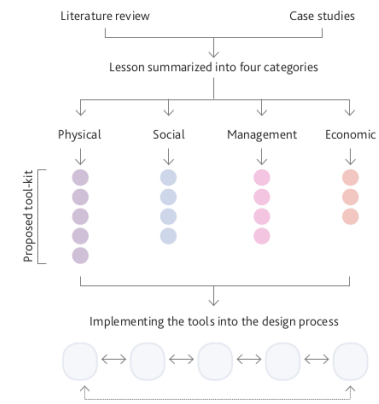 Literature review
Case studies
Lesson summarized into four categories
Physical
Social
Management
Economic
Proposed tool-kit
Implementing the tools into the design process